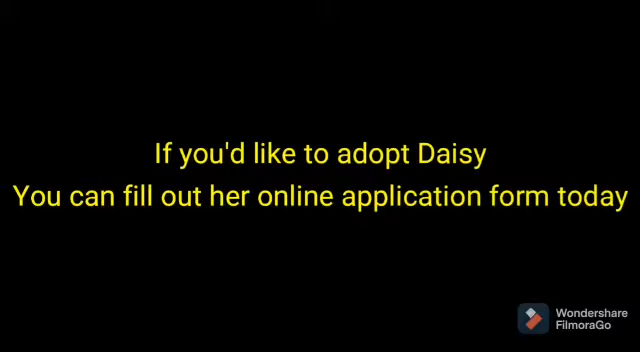 If you'd like to adopt Daisy
You can fill out her online application form today
Wondershare
FilmoraGo